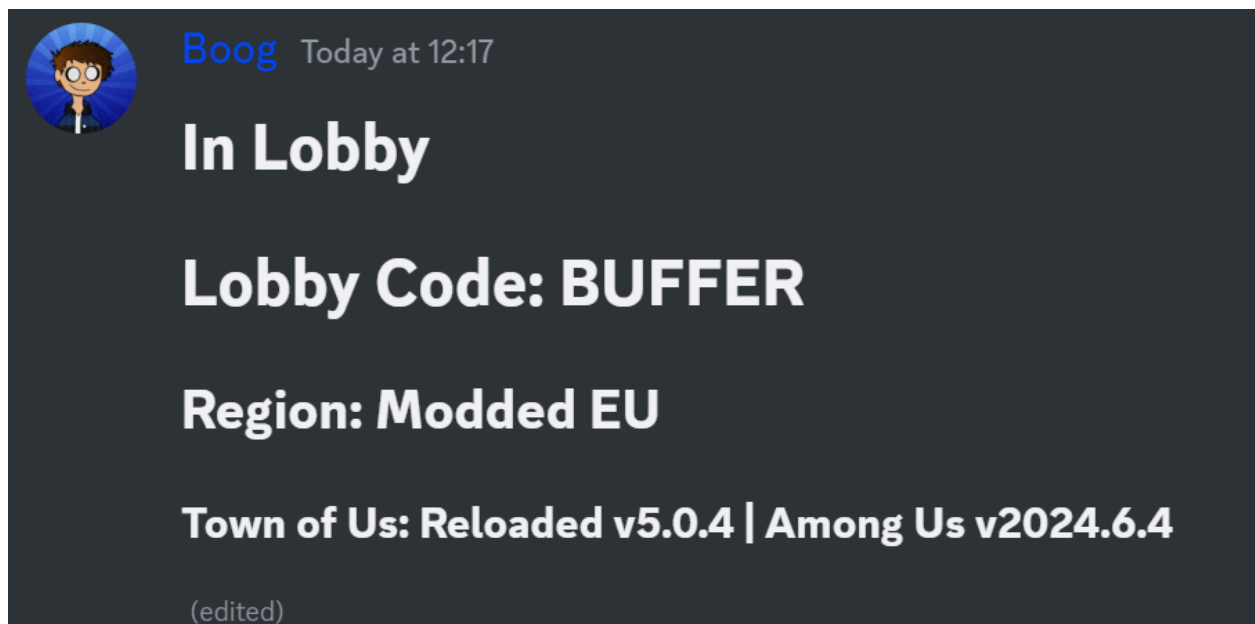 Boog Today at 12:17
In Lobby
Lobby Code: BUFFER
Region: Modded EU
Town of Us: Reloaded v5.0.4 | Among Us v2024.6.4
(edited)